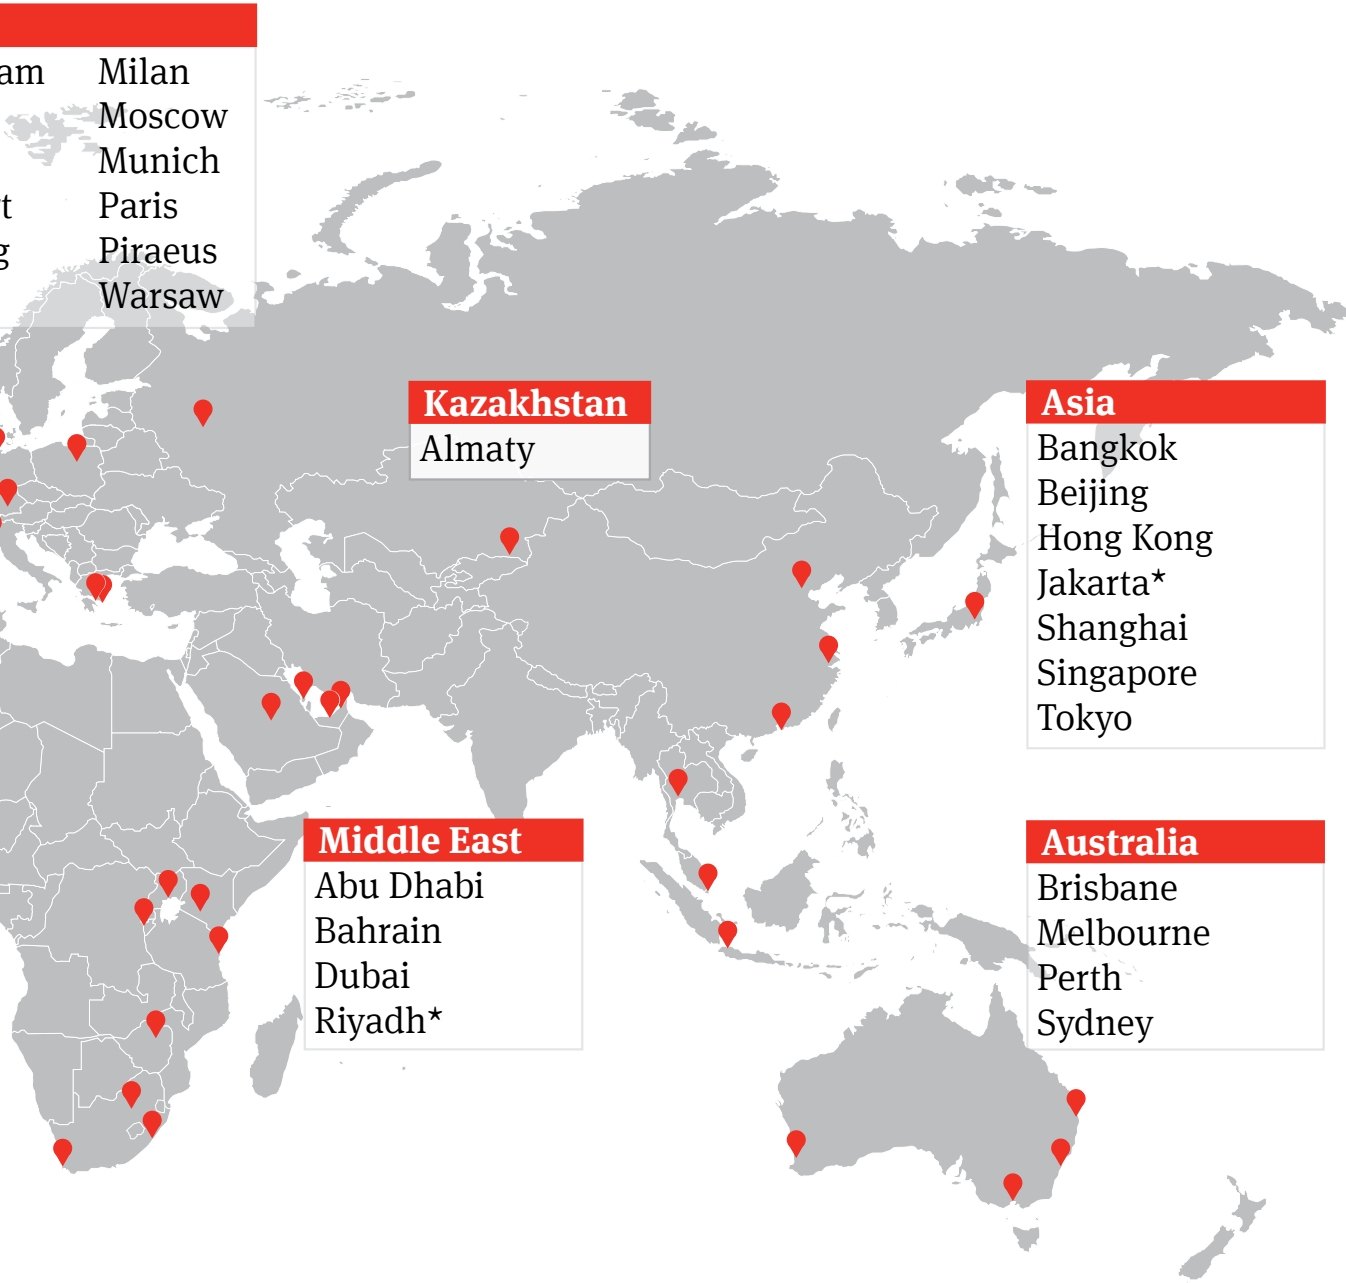 Milan
Moscow
Munich
Paris
Piraeus
Warsaw
Kazakhstan
Almaty
Asia
Bangkok
Beijing
Hong Kong
Jakarta*
Shanghai
Singapore
Tokyo
Middle East
Abu Dhabi
Bahrain
Dubai
Riyadh*
Australia
Brisbane
Melbourne
Perth
Sydney